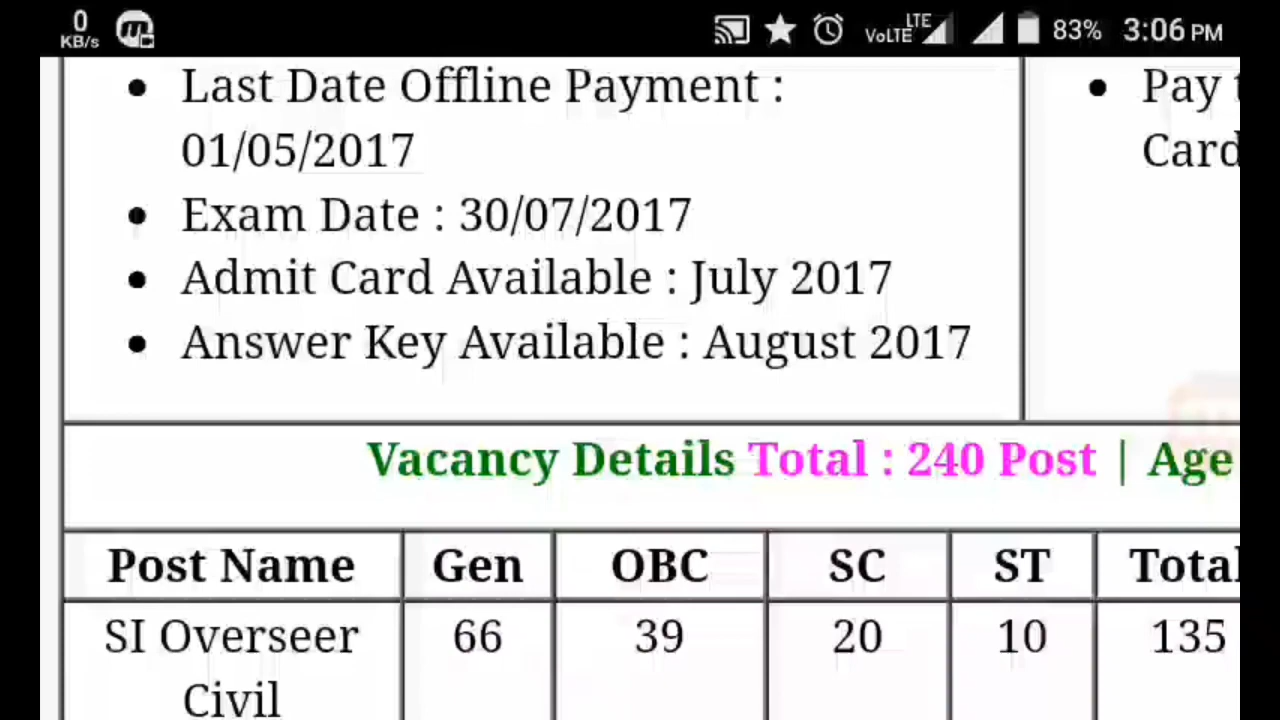 0
KB/s
VoLTE LTE 83% 3:06 PM
Last Date Offline Payment :
01/05/2017
Exam Date : 30/07/2017
Admit Card Available : July 2017
Answer Key Available : August 2017
Pay
Card
Vacancy Details Total : 240 Post | Age
Post Name Gen OBC SC ST Total
SI Overseer 66 39 20 10 135
Civil